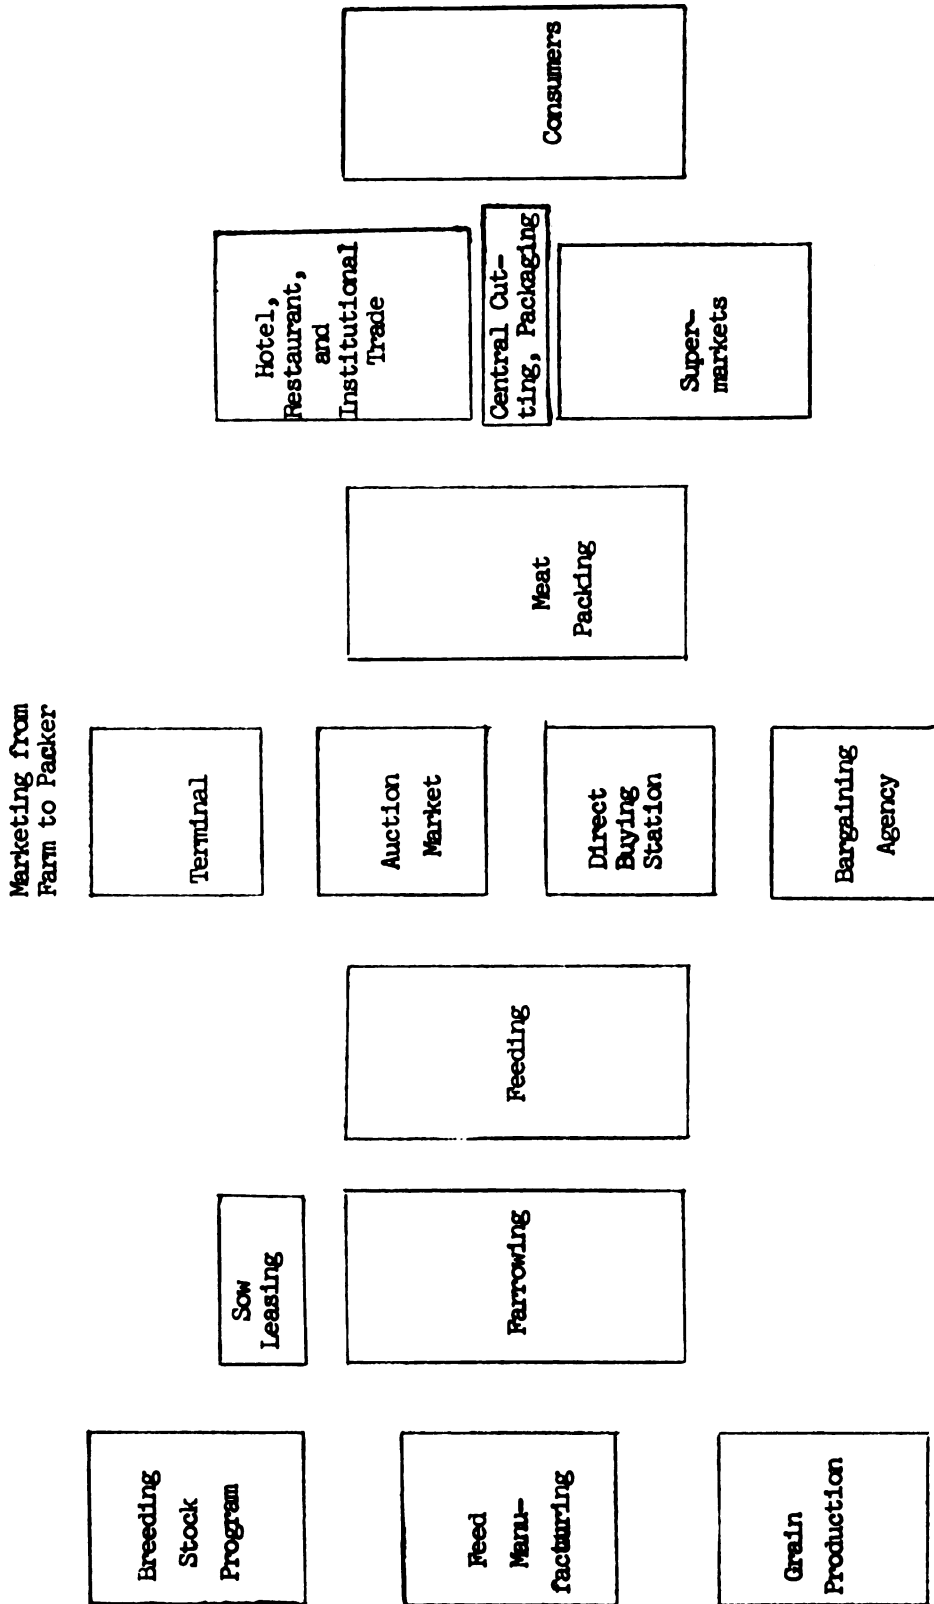 Marketing from
Farm to Packer
Breeding
Stock
Program
Feed
Manu-
facturing
Grain
Production
Sow
Leasing
Farrowing
Feeding
Terminal
Auction
Market
Direct
Buying
Station
Bargaining
Agency
Meat
Packing
Hotel,
Restaurant,
and
Institutional
Trade
Central Cut-
ting, Packaging
Super-
markets
Consumers